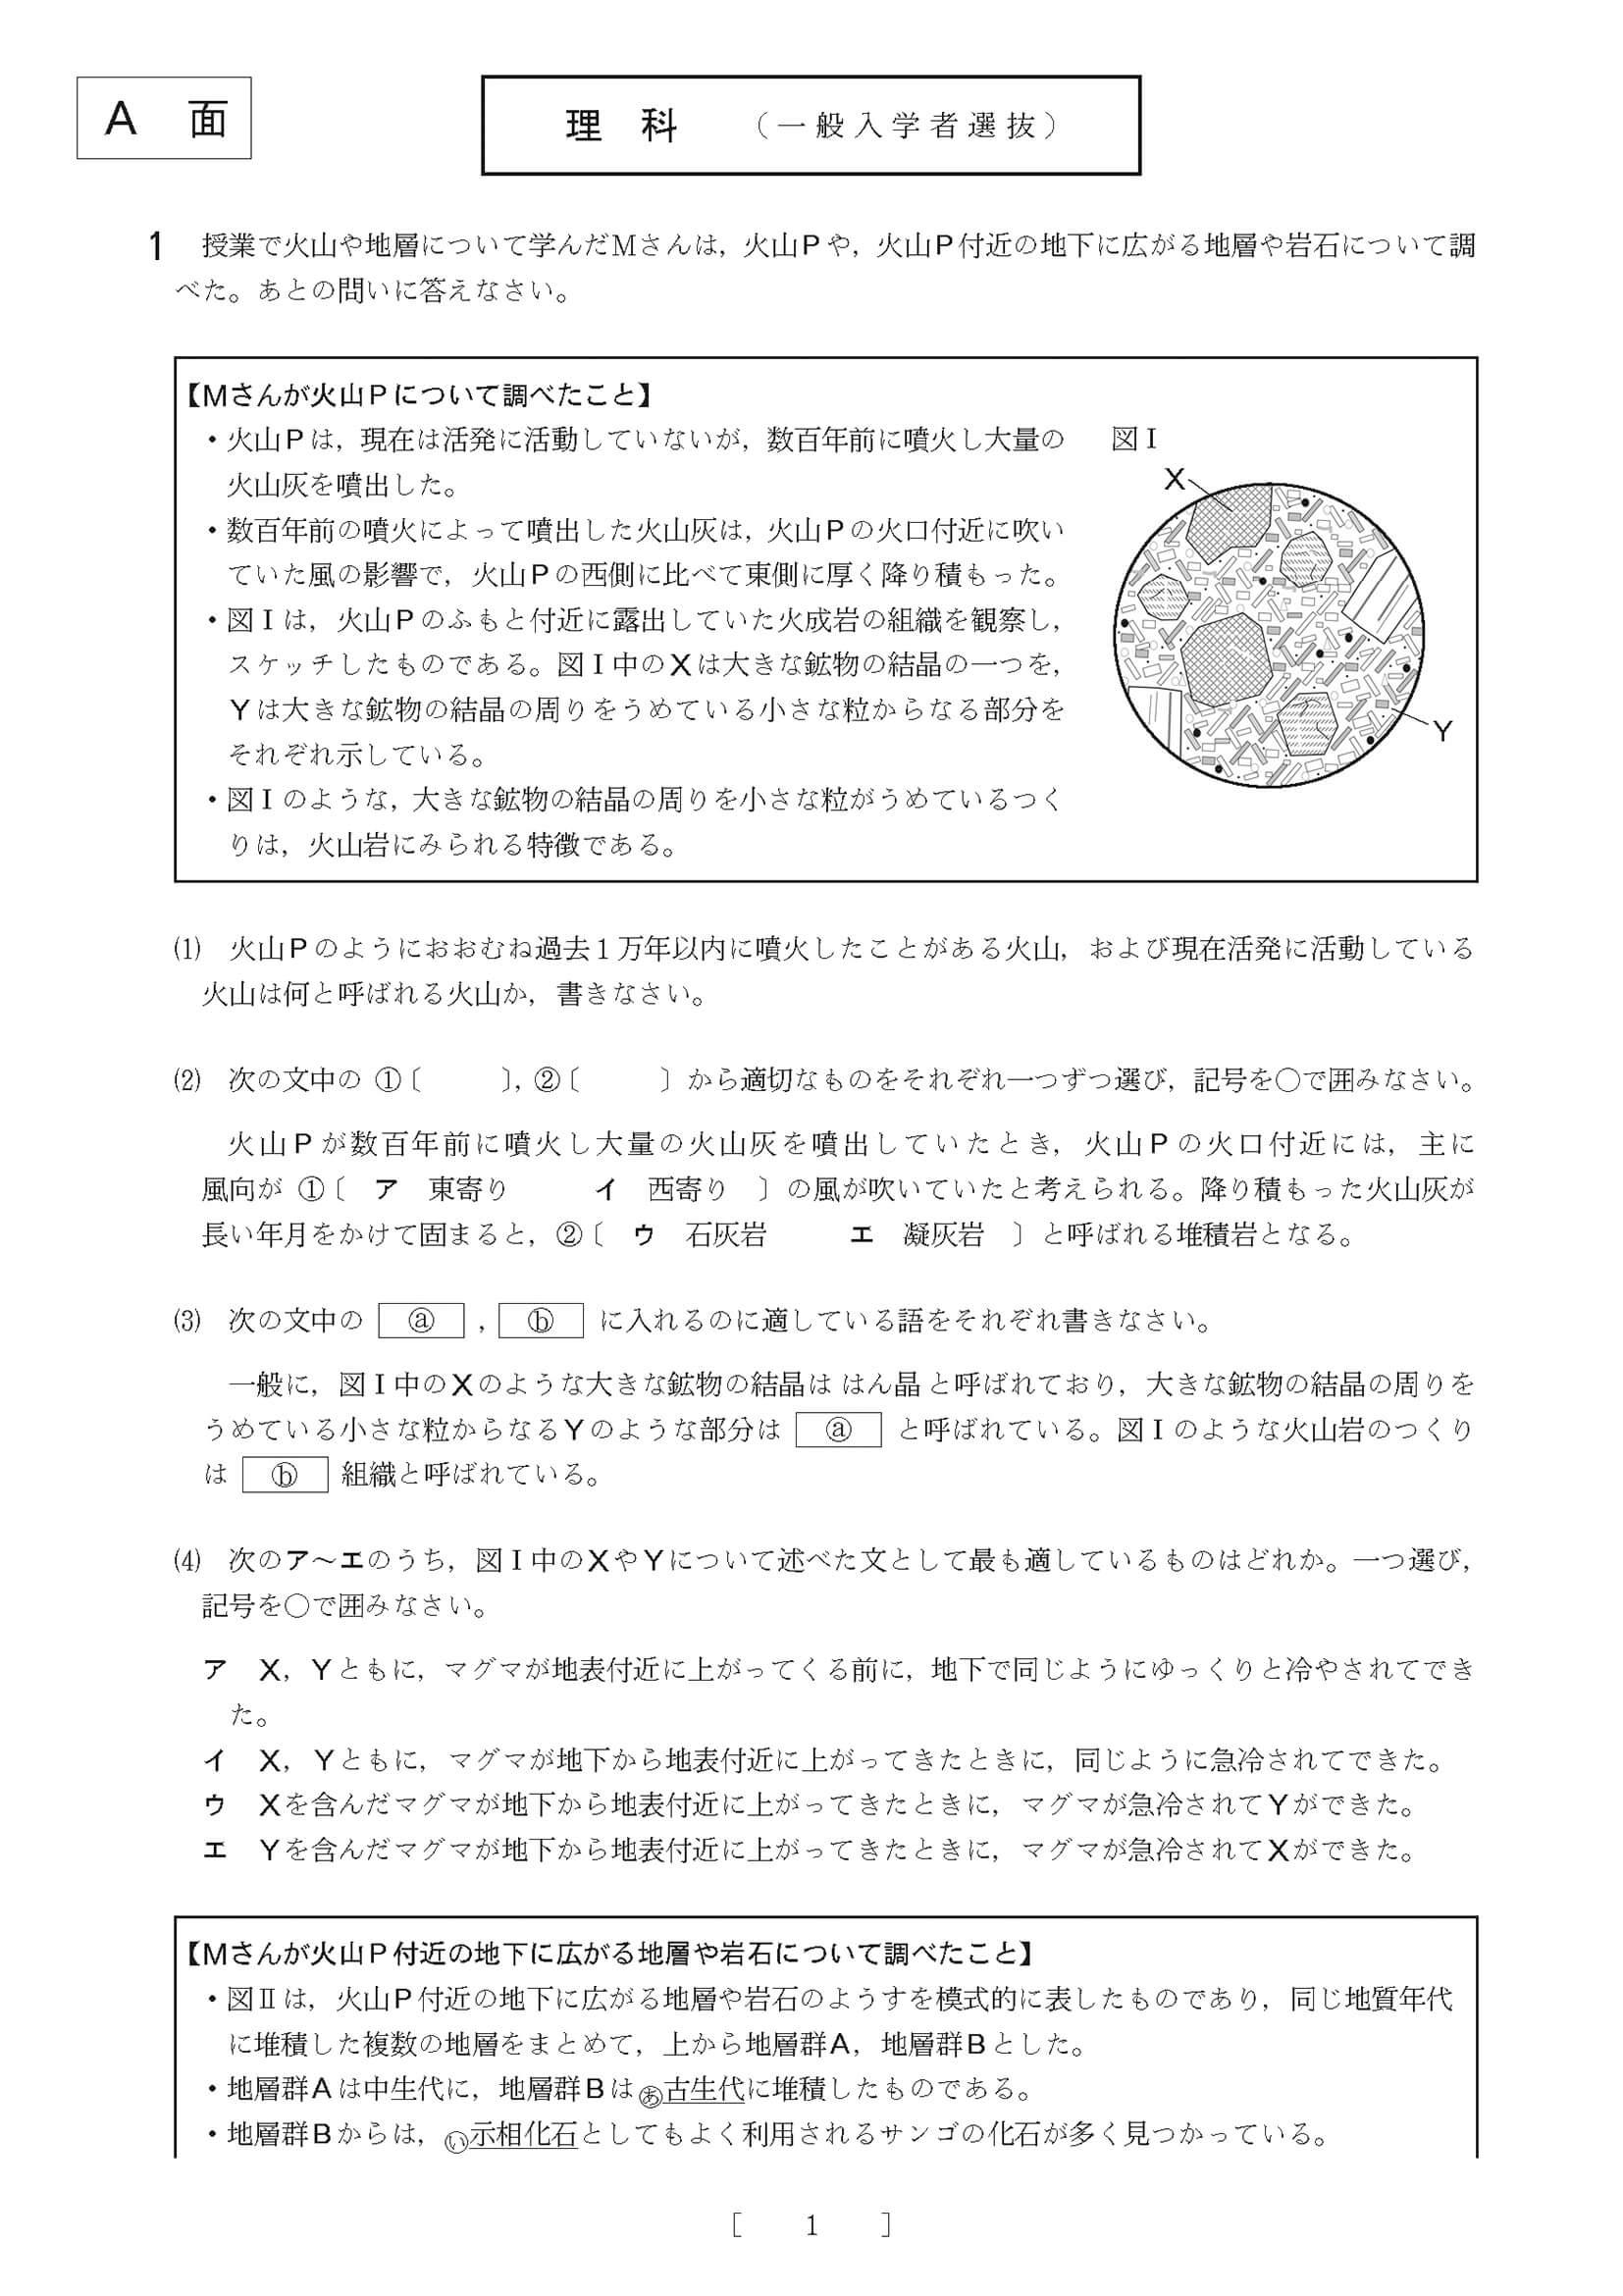 A 面
理 科 （一般入学者選抜）
1 授業で火山や地層について学んだMさんは，火山Pや，火山P付近の地下に広がる地層や岩石について調
べた。あとの問いに答えなさい。
【Mさんが火山Pについて調べたこと】
・火山Pは，現在は活発に活動していないが，数百年前に噴火し大量の
火山灰を噴出した。
・数百年前の噴火によって噴出した火山灰は，火山Pの火口付近に吹い
ていた風の影響で，火山Pの西側に比べて東側に厚く降り積もった。
・図Ⅰは，火山Pのふもと付近に露出していた火成岩の組織を観察し，
スケッチしたものである。図Ⅰ中のXは大きな鉱物の結晶の一つを，
Yは大きな鉱物の結晶の周りをうめている小さな粒からなる部分を
それぞれ示している。
・図Ⅰのような，大きな鉱物の結晶の周りを小さな粒がうめているつく
りは，火山岩にみられる特徴である。
図Ⅰ
X
Y
⑴ 火山Pのようにおおむね過去1万年以内に噴火したことがある火山，および現在活発に活動している
火山は何と呼ばれる火山か，書きなさい。
⑵ 次の文中の ①〔　　〕，②〔　　〕から適切なものをそれぞれ一つずつ選び，記号を○で囲みなさい。
火山Pが数百年前に噴火し大量の火山灰を噴出していたとき，火山Pの火口付近には，主に
風向が ①〔 ア 東寄り　イ 西寄り 〕の風が吹いていたと考えられる。降り積もった火山灰が
長い年月をかけて固まると，②〔 ウ 石灰岩　エ 凝灰岩 〕と呼ばれる堆積岩となる。
⑶ 次の文中の ⓐ ， ⓑ に入れるのに適している語をそれぞれ書きなさい。
一般に，図Ⅰ中のXのような大きな鉱物の結晶は はん晶 と呼ばれており，大きな鉱物の結晶の周りを
うめている小さな粒からなるYのような部分は ⓐ と呼ばれている。図Ⅰのような火山岩のつくり
は ⓑ 組織と呼ばれている。
⑷ 次のア～エのうち，図Ⅰ中のXやYについて述べた文として最も適しているものはどれか。一つ選び，
記号を○で囲みなさい。
ア X，Yともに，マグマが地表付近に上がってくる前に，地下で同じようにゆっくりと冷やされてでき
た。
イ X，Yともに，マグマが地下から地表付近に上がってきたときに，同じように急冷されてできた。
ウ Xを含んだマグマが地下から地表付近に上がってきたときに，マグマが急冷されてYができた。
エ Yを含んだマグマが地下から地表付近に上がってきたときに，マグマが急冷されてXができた。
【Mさんが火山P付近の地下に広がる地層や岩石について調べたこと】
・図Ⅱは，火山P付近の地下に広がる地層や岩石のようすを模式的に表したものであり，同じ地質年代
に堆積した複数の地層をまとめて，上から地層群A，地層群Bとした。
・地層群Aは中生代に，地層群Bはあ古生代に堆積したものである。
・地層群Bからは，い示相化石としてもよく利用されるサンゴの化石が多く見つかっている。
［ 1 ］